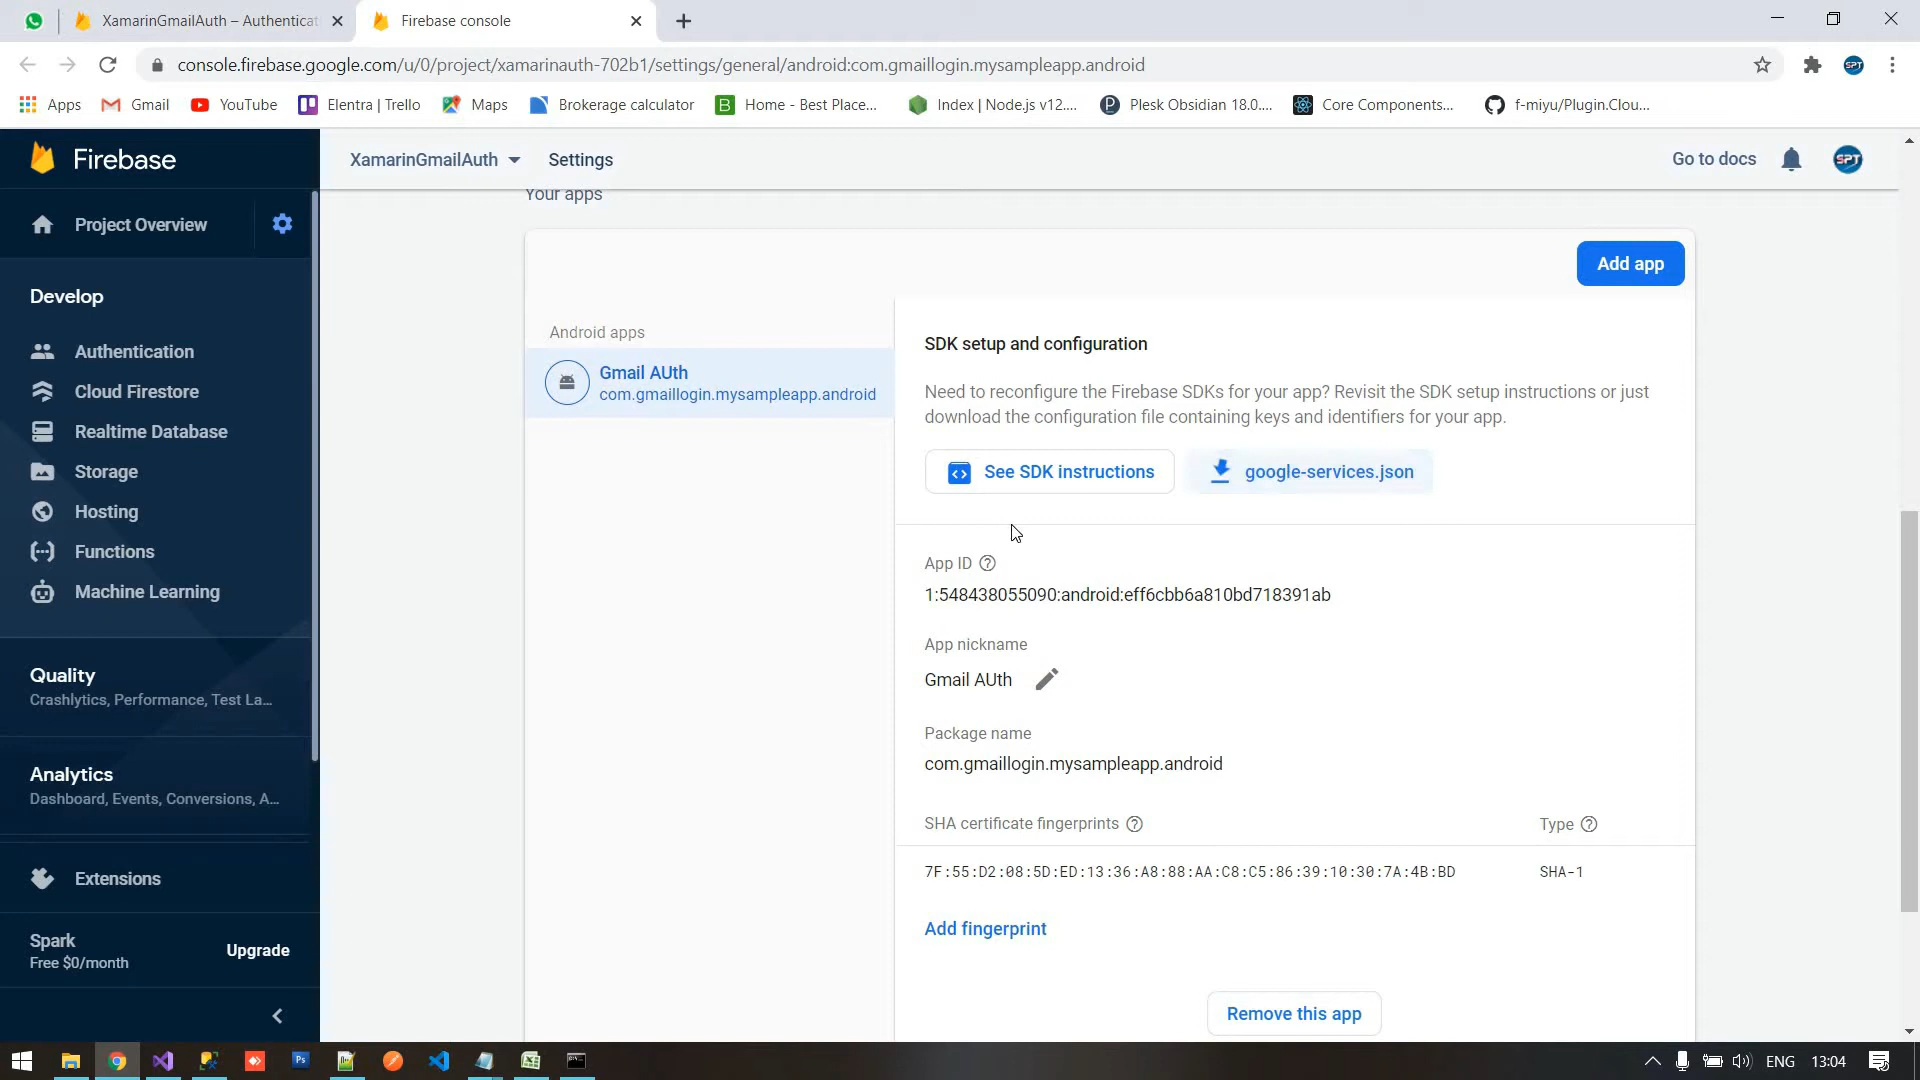 XamarinGmailAuth – Authenticat
Firebase console
console.firebase.google.com/u/0/project/xamarinauth-702b1/settings/general/android:com.gmaillogin.mysampleapp.android
SPT
Apps
Gmail
YouTube
Elentra | Trello
Maps
Brokerage calculator
B
Home - Best Place...
Index | Node.js v12....
Plesk Obsidian 18.0....
Core Components...
f-miyu/Plugin.Clou...
Firebase
XamarinGmailAuth
Settings
Go to docs
SPT
Your apps
Project Overview
Add app
Develop
Authentication
Cloud Firestore
Realtime Database
Storage
Hosting
Functions
Machine Learning
Quality
Crashlytics, Performance, Test La...
Analytics
Dashboard, Events, Conversions, A...
Extensions
Spark
Free $0/month
Upgrade
Android apps
Gmail AUth
com.gmaillogin.mysampleapp.android
SDK setup and configuration
Need to reconfigure the Firebase SDKs for your app? Revisit the SDK setup instructions or just
download the configuration file containing keys and identifiers for your app.
See SDK instructions
google-services.json
App ID
1:548438055090:android:eff6cbb6a810bd718391ab
App nickname
Gmail AUth
Package name
com.gmaillogin.mysampleapp.android
SHA certificate fingerprints
Type
7F:55:D2:08:5D:ED:13:36:A8:88:AA:C8:C5:86:39:10:30:7A:4B:BD
SHA-1
Add fingerprint
Remove this app
Ps
ENG
13:04